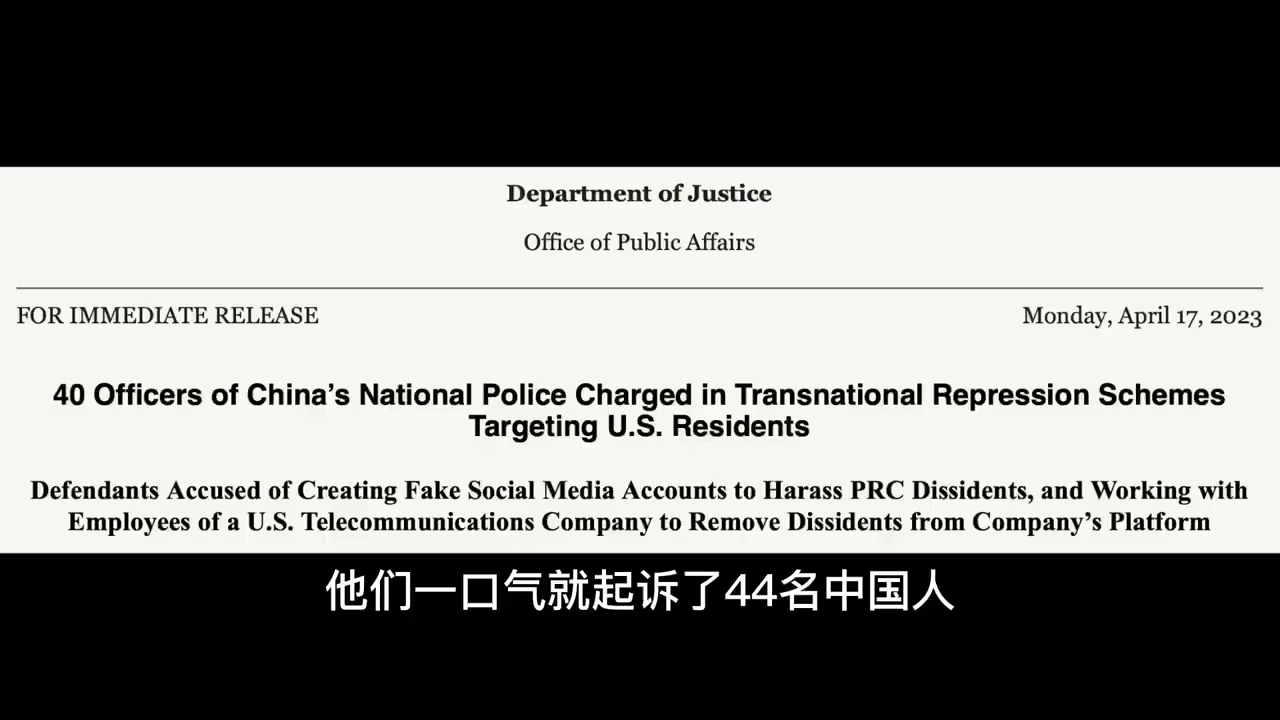 Department of Justice
Office of Public Affairs
FOR IMMEDIATE RELEASE
Monday, April 17, 2023
40 Officers of China’s National Police Charged in Transnational Repression Schemes
Targeting U.S. Residents
Defendants Accused of Creating Fake Social Media Accounts to Harass PRC Dissidents, and Working with
Employees of a U.S. Telecommunications Company to Remove Dissidents from Company’s Platform
他们一口气就起诉了44名中国人